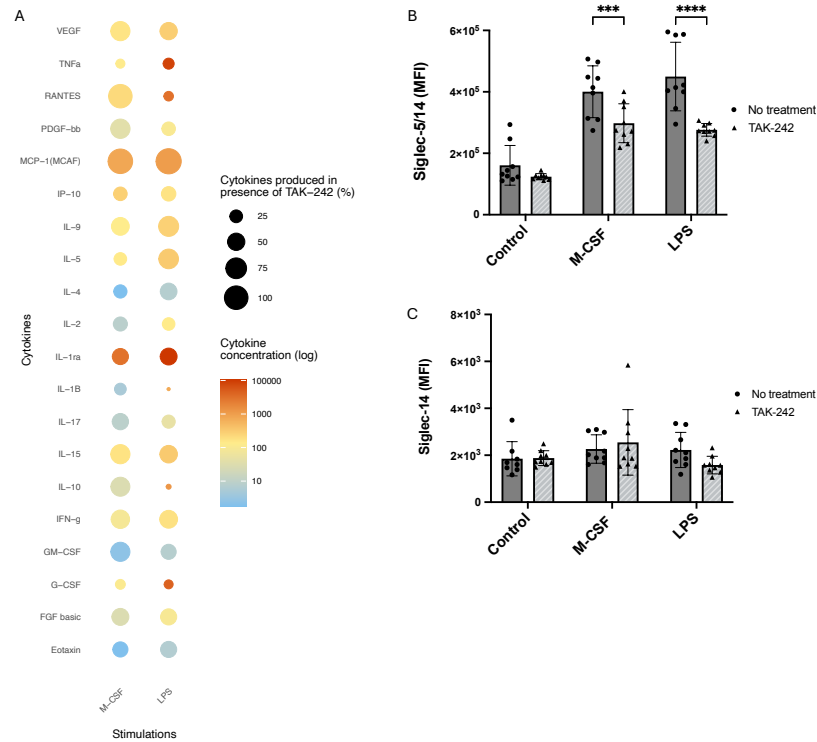 A
VEGF
TNFa
RANTES
PDGF−bb
MCP−1(MCAF)
IP−10
IL−9
IL−5
IL−4
IL−2
IL−1ra
IL−1B
IL−17
IL−15
IL−10
IFN−g
GM−CSF
G−CSF
FGF basic
Eotaxin
Cytokines
M−CSF
LPS
Stimulations
Cytokines produced in
presence of TAK−242 (%)
25
50
75
100
Cytokine
concentration (log)
100000
1000
100
10
B
*** ****
6×10⁵
4×10⁵
2×10⁵
0
Siglec-5/14 (MFI)
Control
M-CSF
LPS
No treatment
TAK-242
C
8×10³
6×10³
4×10³
2×10³
0
Siglec-14 (MFI)
Control
M-CSF
LPS
No treatment
TAK-242